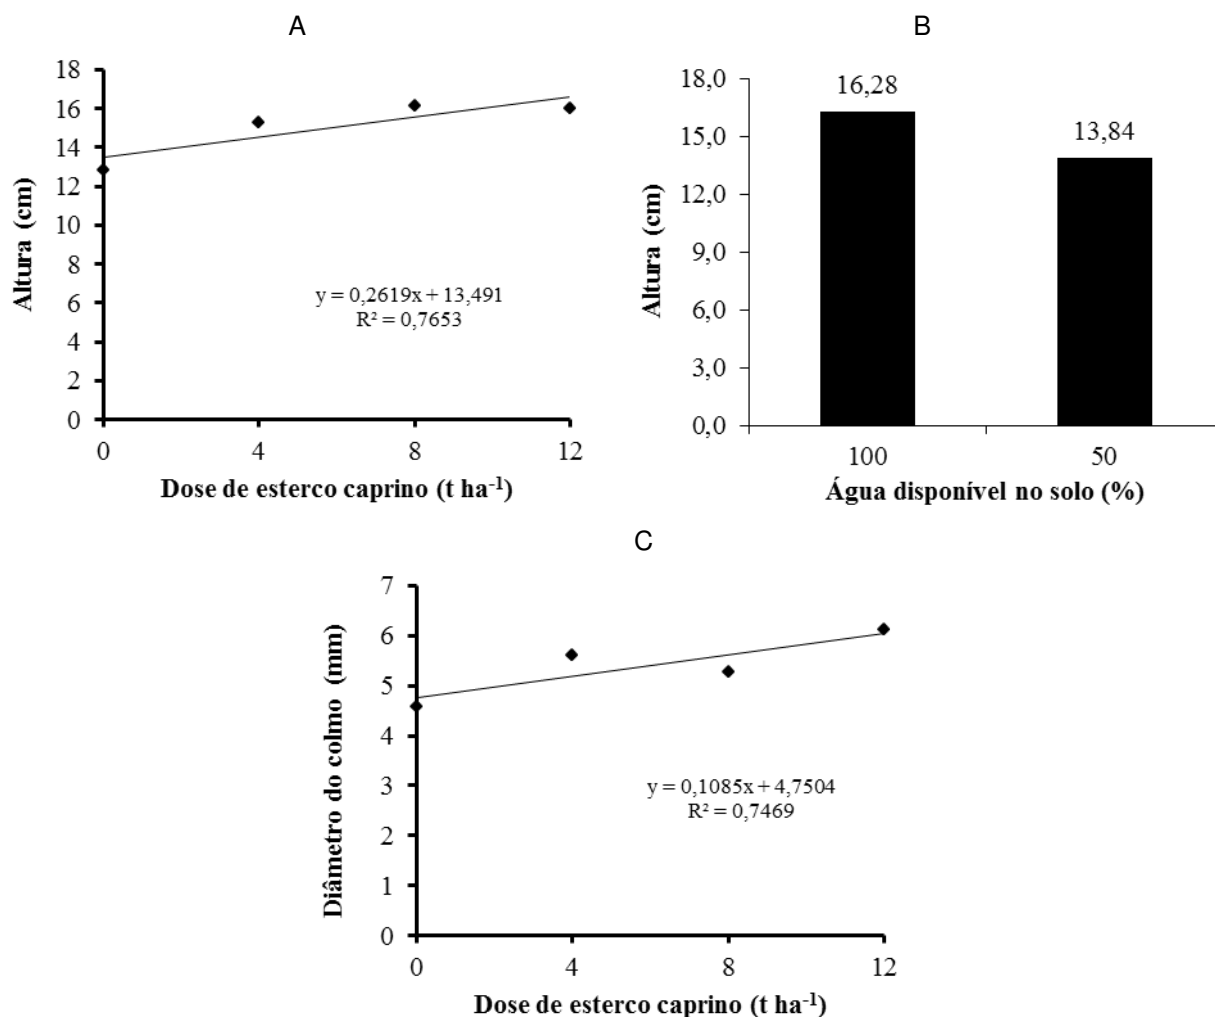 A
18
16
14
12
10
8
6
4
2
0
Altura (cm)
y = 0,2619x + 13,491
R² = 0,7653
0 4 8 12
Dose de esterco caprino (t ha⁻¹)
B
18,0
15,0
12,0
9,0
6,0
3,0
0,0
Altura (cm)
16,28
13,84
100 50
Água disponível no solo (%)
C
7
6
5
4
3
2
1
0
Diâmetro do colmo (mm)
y = 0,1085x + 4,7504
R² = 0,7469
0 4 8 12
Dose de esterco caprino (t ha⁻¹)